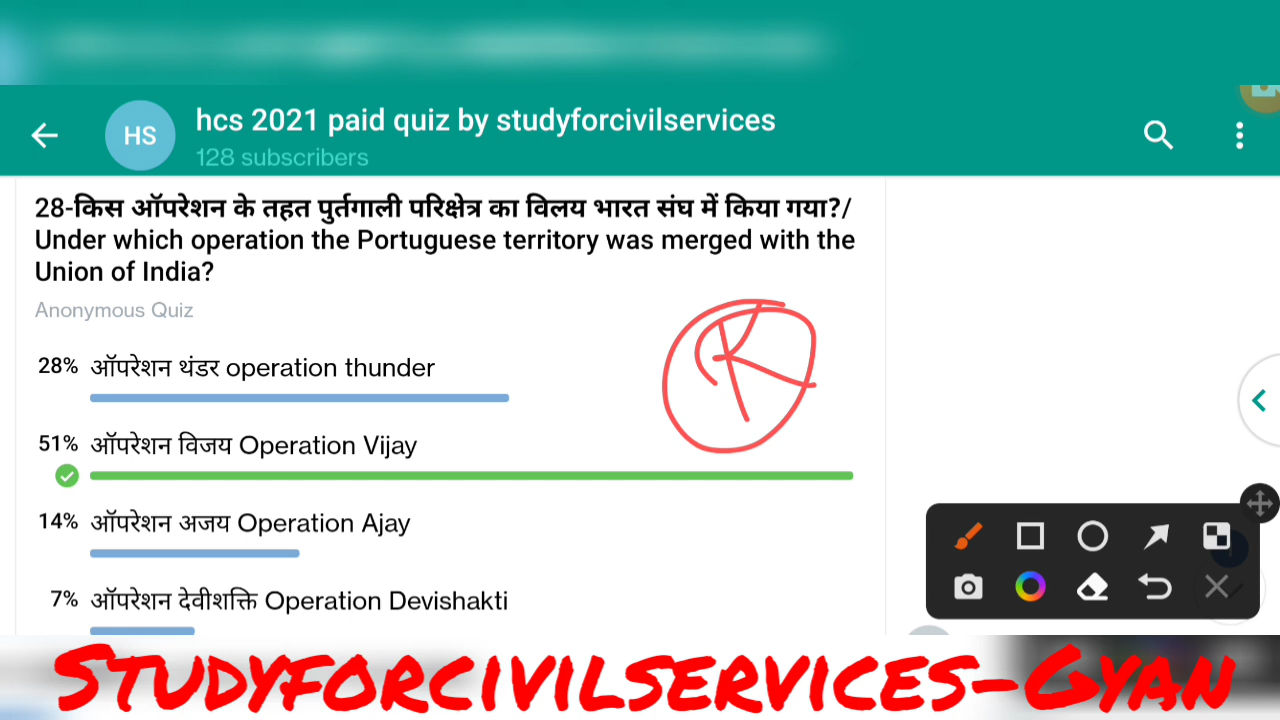 HS
hcs 2021 paid quiz by studyforcivilservices
128 subscribers
28-किस ऑपरेशन के तहत पुर्तगाली परिक्षेत्र का विलय भारत संघ में किया गया?/
Under which operation the Portuguese territory was merged with the
Union of India?
Anonymous Quiz
28% ऑपरेशन थंडर operation thunder
51% ऑपरेशन विजय Operation Vijay
14% ऑपरेशन अजय Operation Ajay
7% ऑपरेशन देवीशक्ति Operation Devishakti
R
Studyforcivilservices-Gyan